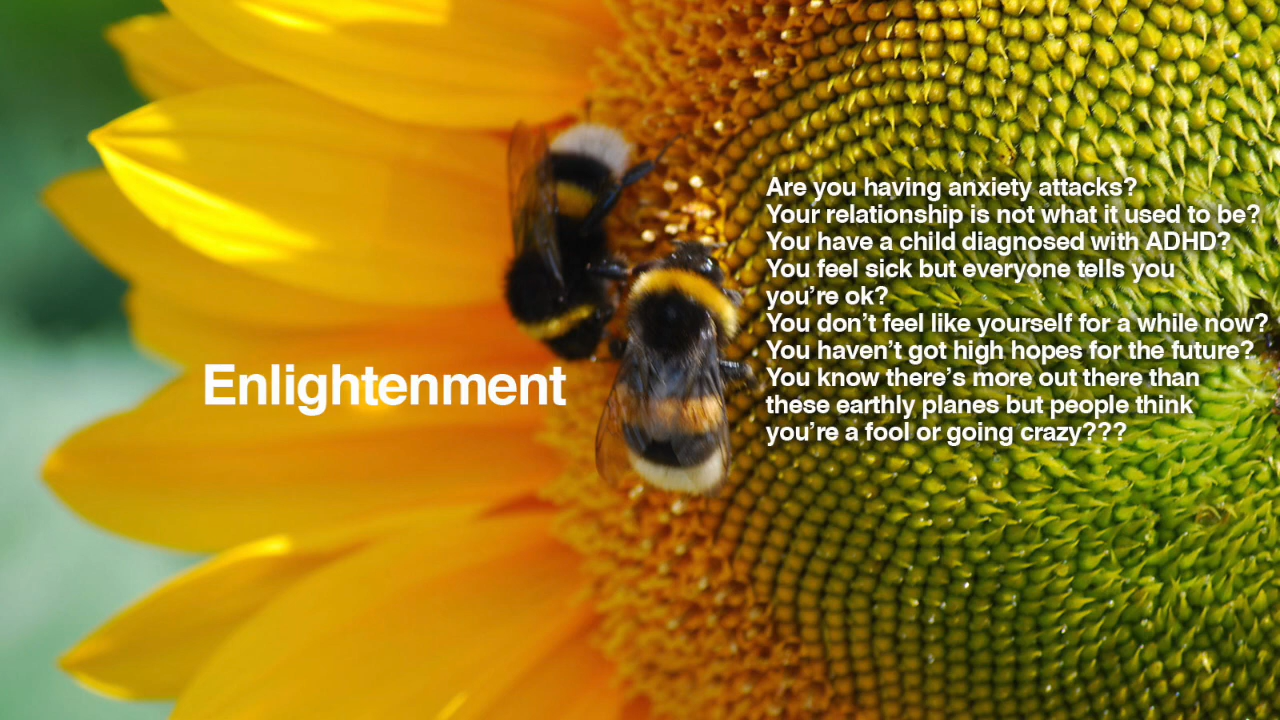 Enlightenment
Are you having anxiety attacks?
Your relationship is not what it used to be?
You have a child diagnosed with ADHD?
You feel sick but everyone tells you
you’re ok?
You don’t feel like yourself for a while now?
You haven’t got high hopes for the future?
You know there’s more out there than
these earthly planes but people think
you’re a fool or going crazy???